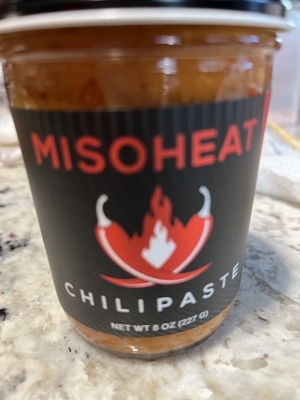 MISOHEAT
CHILIPASTE
NET WT 8 OZ (227 G)